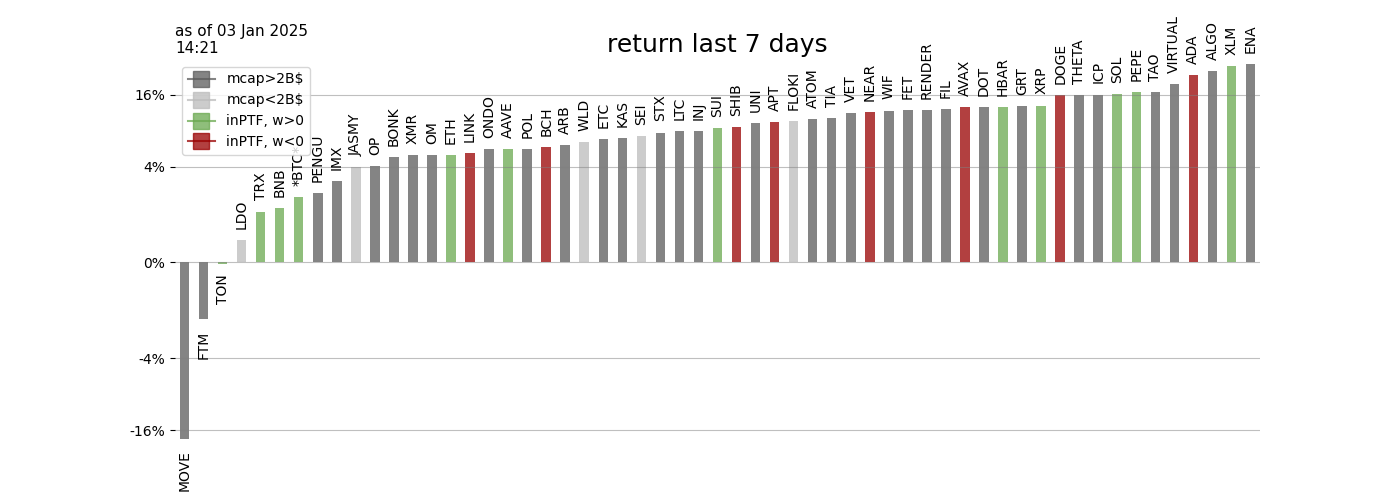 as of 03 Jan 2025
14:21
return last 7 days
mcap>2B$
mcap<2B$
inPTF, w>0
inPTF, w<0
16%
4%
0%
-4%
-16%
MOVE
FTM
TON
LDO
TRX
BNB
*BTC*
PENGU
IMX
JASMY
OP
BONK
XMR
OM
ETH
LINK
ONDO
AAVE
POL
BCH
ARB
WLD
ETC
KAS
SEI
STX
LTC
INJ
SUI
SHIB
UNI
APT
FLOKI
ATOM
TIA
VET
NEAR
WIF
FET
RENDER
FIL
AVAX
DOT
HBAR
GRT
XRP
DOGE
THETA
ICP
SOL
PEPE
TAO
VIRTUAL
ADA
ALGO
XLM
ENA